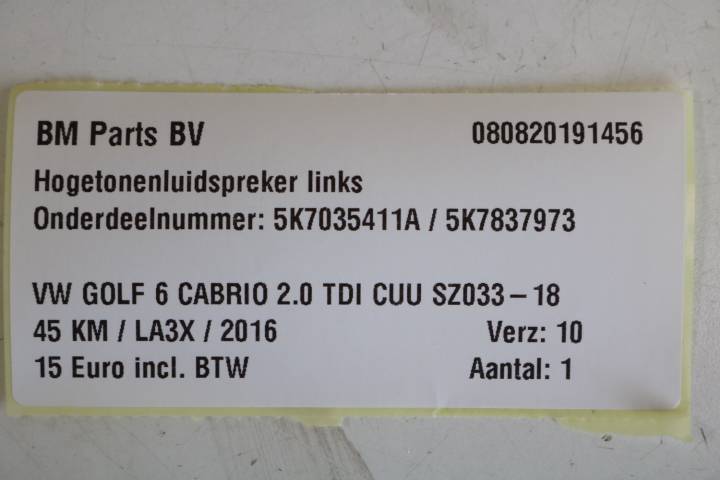 BM Parts BV 080820191456
Hogetonenluidspreker links
Onderdeelnummer: 5K7035411A / 5K7837973
VW GOLF 6 CABRIO 2.0 TDI CUU SZ033-18
45 KM / LA3X / 2016 Verz: 10
15 Euro incl. BTW Aantal: 1